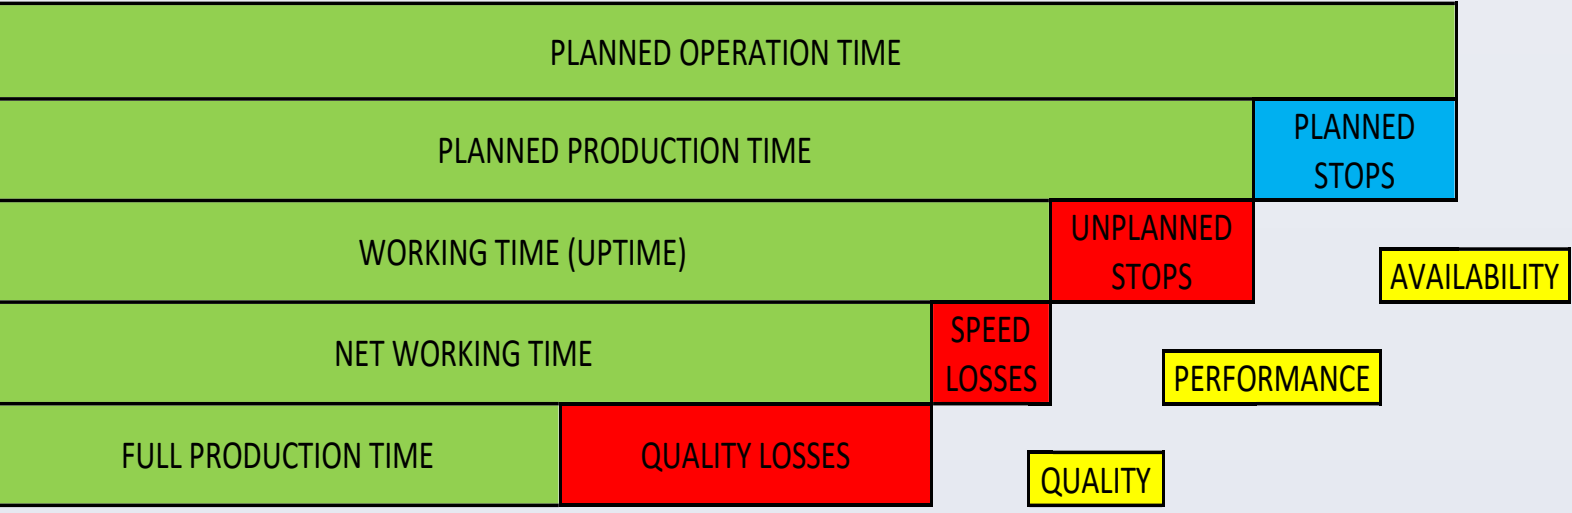 PLANNED OPERATION TIME
PLANNED PRODUCTION TIME
PLANNED
STOPS
WORKING TIME (UPTIME)
UNPLANNED
STOPS
AVAILABILITY
NET WORKING TIME
SPEED
LOSSES
PERFORMANCE
FULL PRODUCTION TIME
QUALITY LOSSES
QUALITY